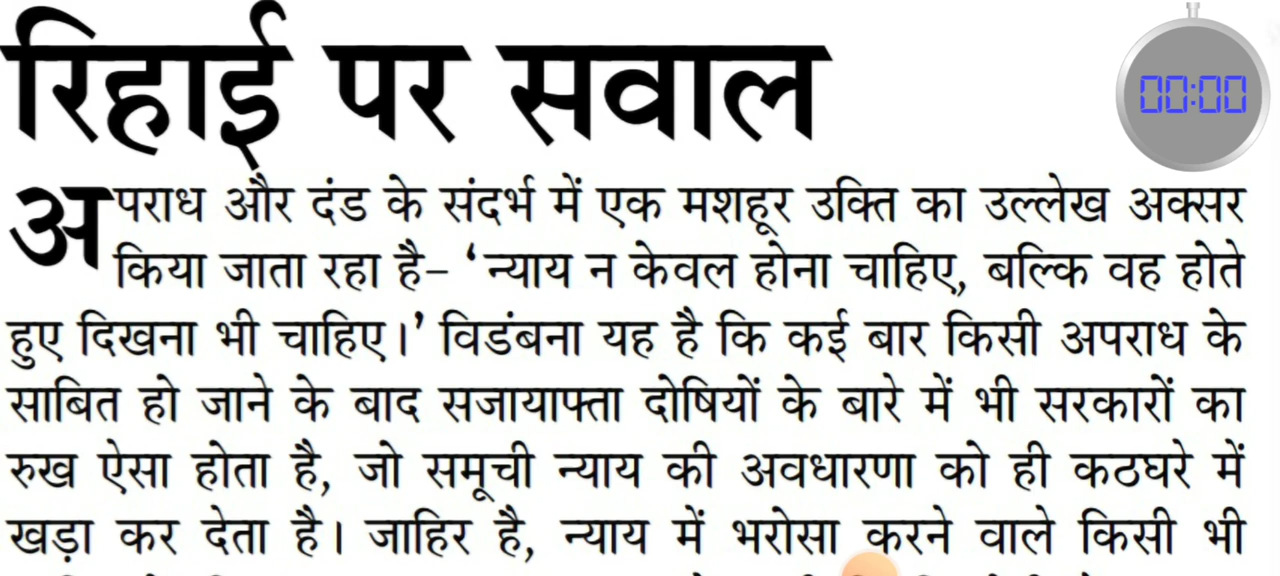 रिहाई पर सवाल
00:00
अपराध और दंड के संदर्भ में एक मशहूर उक्ति का उल्लेख अक्सर
किया जाता रहा है– ‘न्याय न केवल होना चाहिए, बल्कि वह होते
हुए दिखना भी चाहिए।’ विडंबना यह है कि कई बार किसी अपराध के
साबित हो जाने के बाद सजायाफ्ता दोषियों के बारे में भी सरकारों का
रुख ऐसा होता है, जो समूची न्याय की अवधारणा को ही कठघरे में
खड़ा कर देता है। जाहिर है, न्याय में भरोसा करने वाले किसी भी